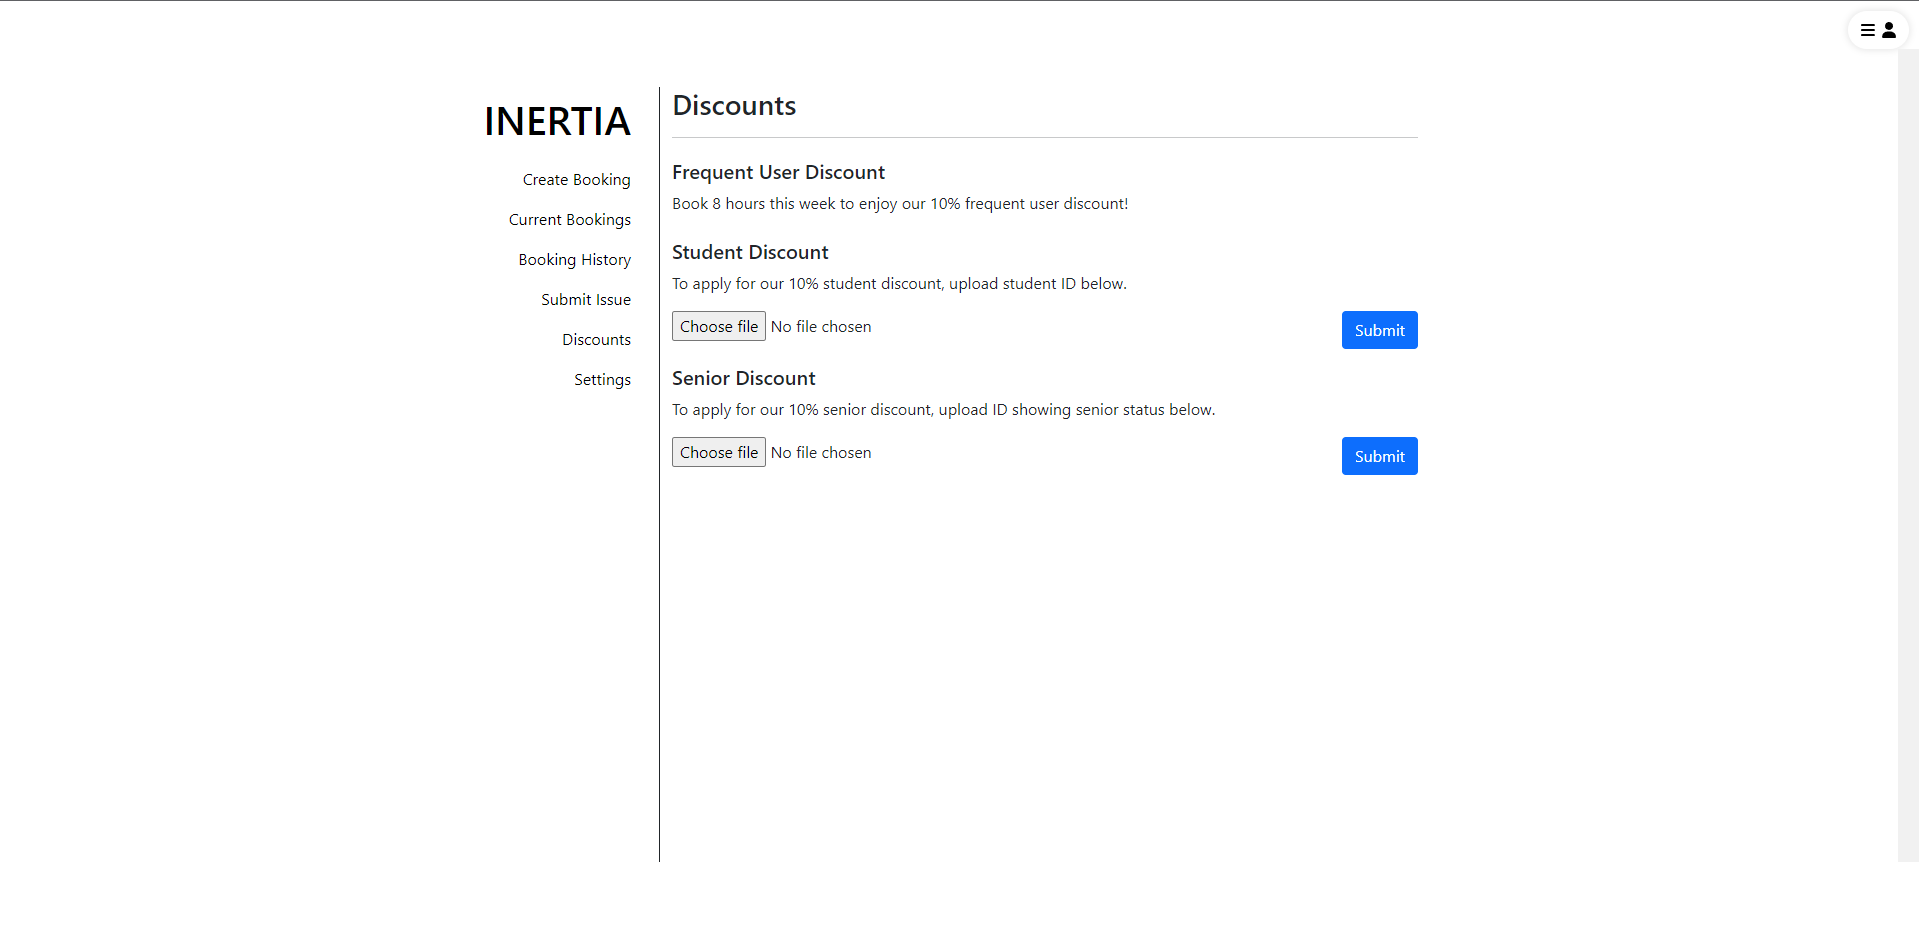 INERTIA
Create Booking
Current Bookings
Booking History
Submit Issue
Discounts
Settings
Discounts
Frequent User Discount
Book 8 hours this week to enjoy our 10% frequent user discount!
Student Discount
To apply for our 10% student discount, upload student ID below.
Choose file No file chosen Submit
Senior Discount
To apply for our 10% senior discount, upload ID showing senior status below.
Choose file No file chosen Submit